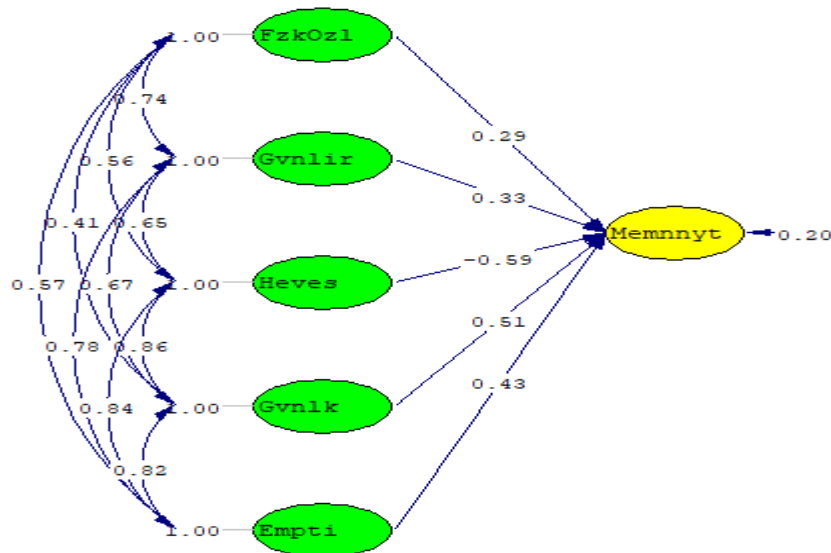 1.00 FzkOzl
0.74
0.29
0.56 1.00 Gvnlir
0.33
0.41 0.65
Memnnyt 0.20
-0.59
0.57 0.67 1.00 Heves
0.51
0.78 0.86
0.43
0.84 1.00 Gvnlk
0.82
1.00 Empti